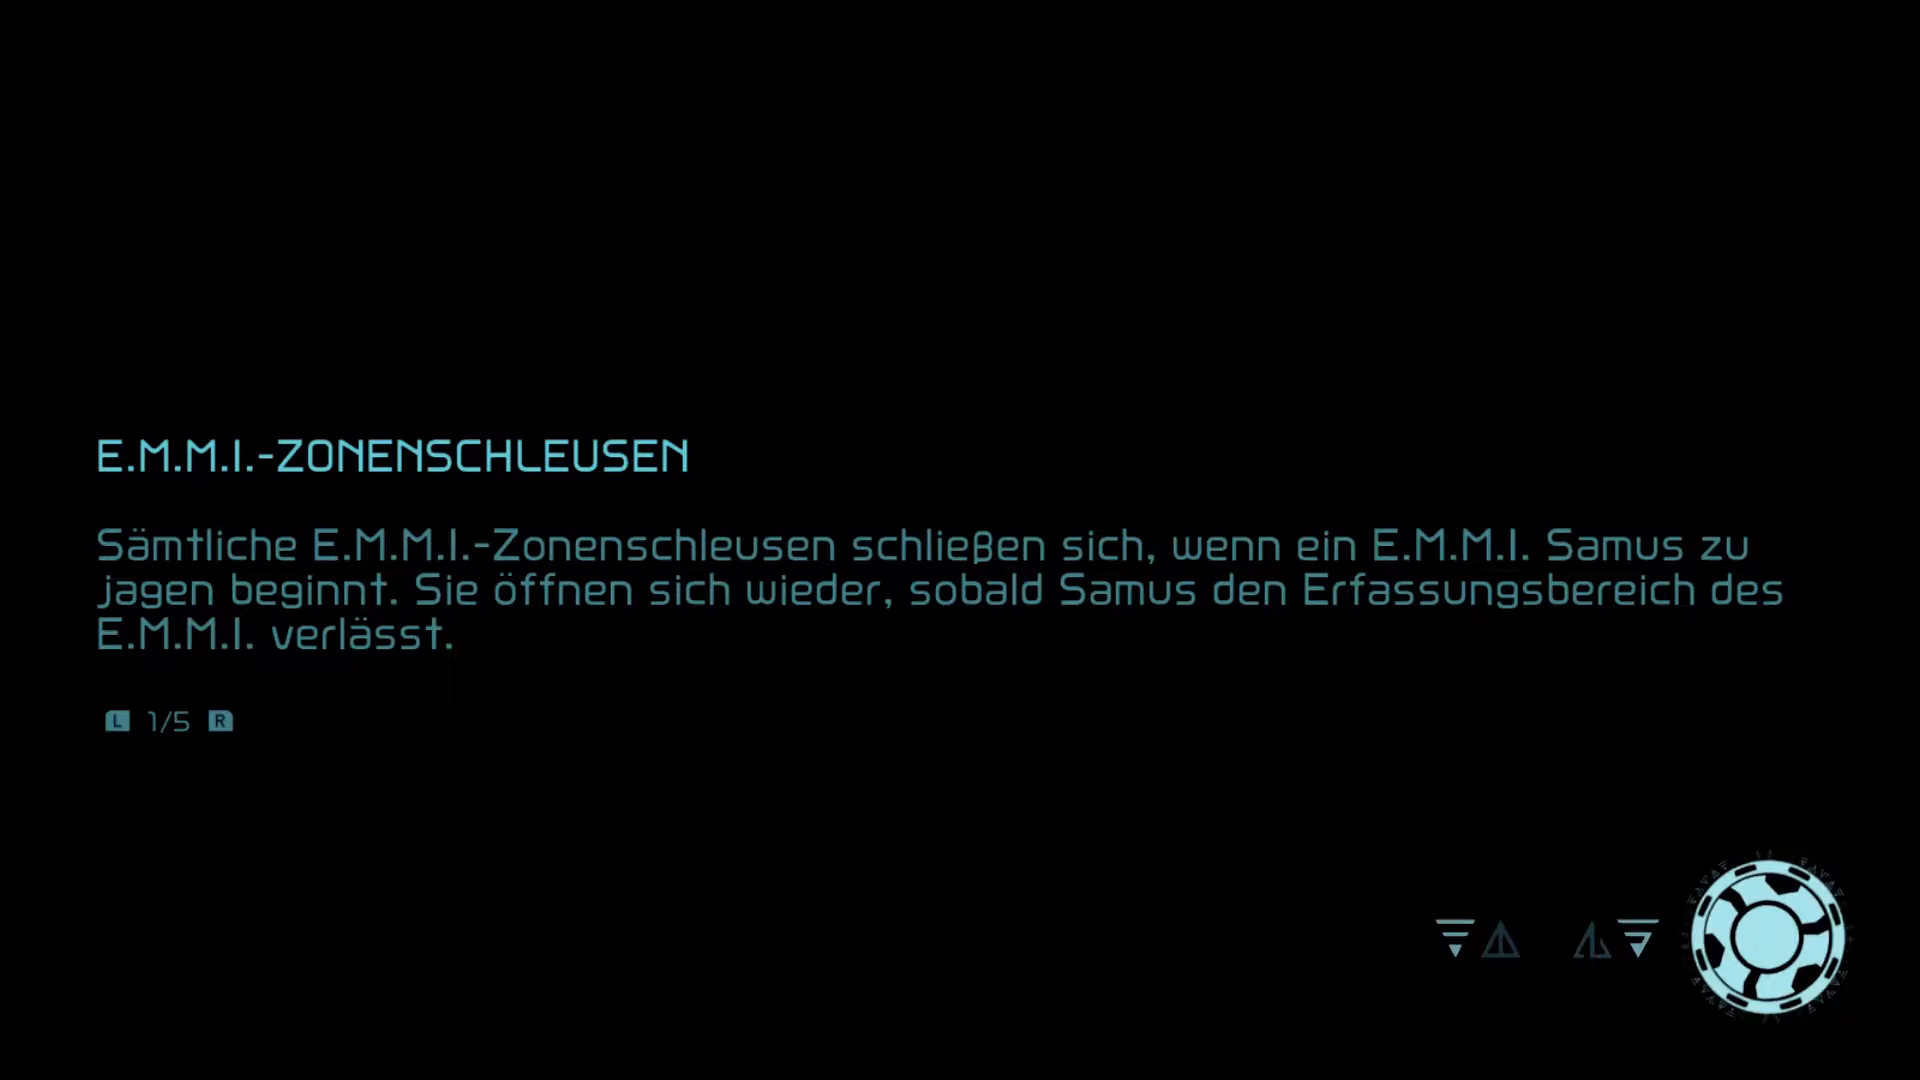 E.M.M.I.-ZONENSCHLEUSEN
Sämtliche E.M.M.I.-Zonenschleusen schließen sich, wenn ein E.M.M.I. Samus zu
jagen beginnt. Sie öffnen sich wieder, sobald Samus den Erfassungsbereich des
E.M.M.I. verlässt.
L 1/5 R